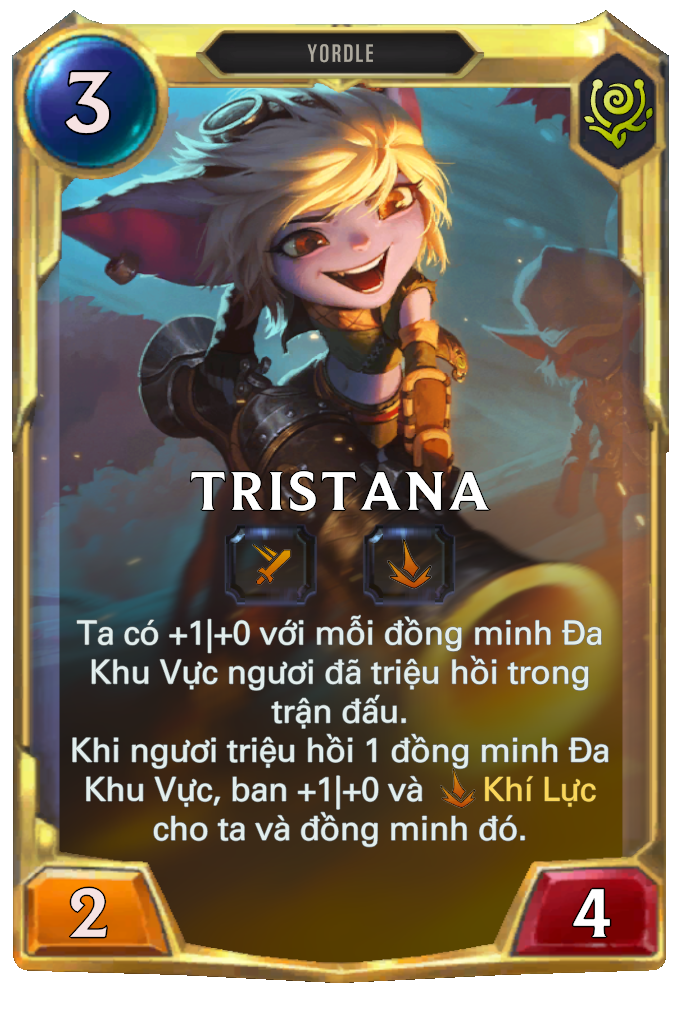 YORDLE
3
TRISTANA
Ta có +1|+0 với mỗi đồng minh Đa
Khu Vực ngươi đã triệu hồi trong
trận đấu.
Khi ngươi triệu hồi 1 đồng minh Đa
Khu Vực, ban +1|+0 và Khí Lực
cho ta và đồng minh đó.
2
4